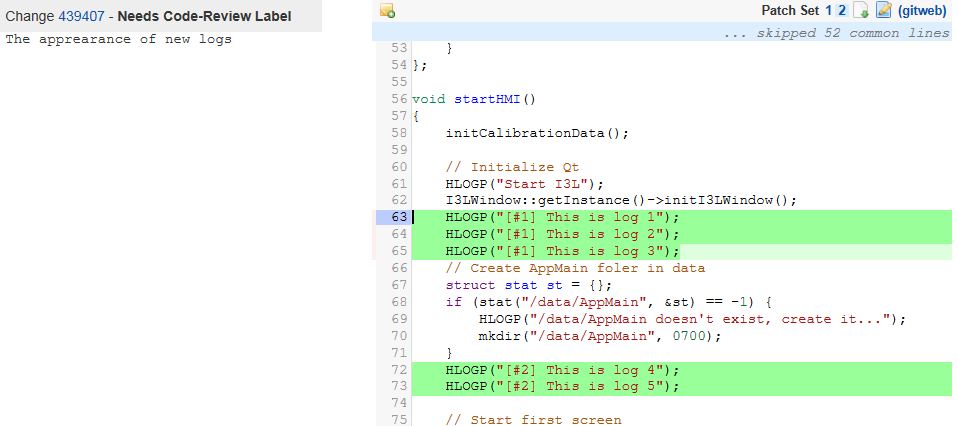 Change 439407 - Needs Code-Review Label
The apprearance of new logs
Patch Set 1 2 (gitweb)
... skipped 52 common lines
53     }
54 };
55
56 void startHMI()
57 {
58     initCalibrationData();
59
60     // Initialize Qt
61     HLOGP("Start I3L");
62     I3LWindow::getInstance()->initI3LWindow();
63     HLOGP("[#1] This is log 1");
64     HLOGP("[#1] This is log 2");
65     HLOGP("[#1] This is log 3");
66     // Create AppMain foler in data
67     struct stat st = {};
68     if (stat("/data/AppMain", &st) == -1) {
69         HLOGP("/data/AppMain doesn't exist, create it...");
70         mkdir("/data/AppMain", 0700);
71     }
72     HLOGP("[#2] This is log 4");
73     HLOGP("[#2] This is log 5");
74
75     // Start first screen